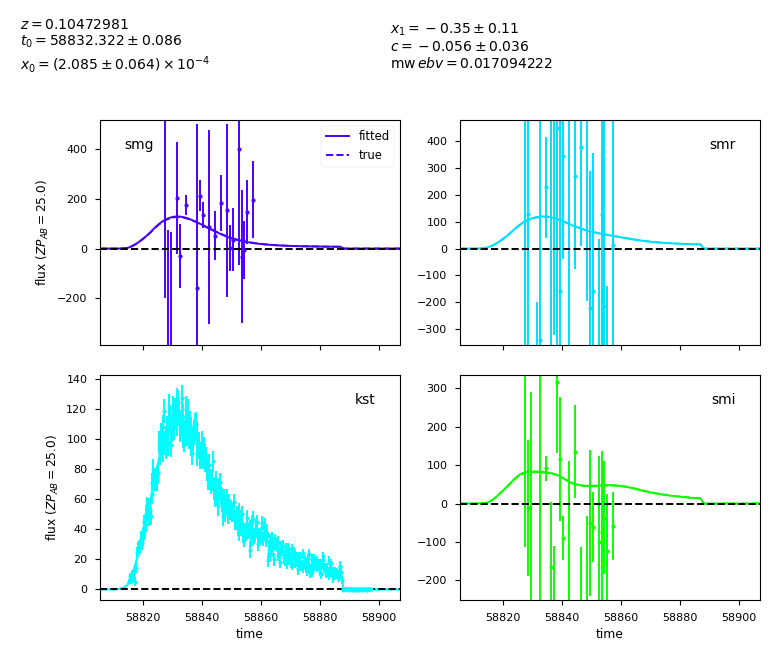 z = 0.10472981
t₀ = 58832.322 ± 0.086
x₀ = (2.085 ± 0.064) × 10⁻⁴
x₁ = −0.35 ± 0.11
c = −0.056 ± 0.036
mw ebv = 0.017094222
smg
fitted
true
400
200
0
−200
flux (ZP_AB = 25.0)
smr
400
300
200
100
0
−100
−200
−300
kst
140
120
100
80
60
40
20
0
flux (ZP_AB = 25.0)
58820 58840 58860 58880 58900
time
smi
300
200
100
0
−100
−200
58820 58840 58860 58880 58900
time